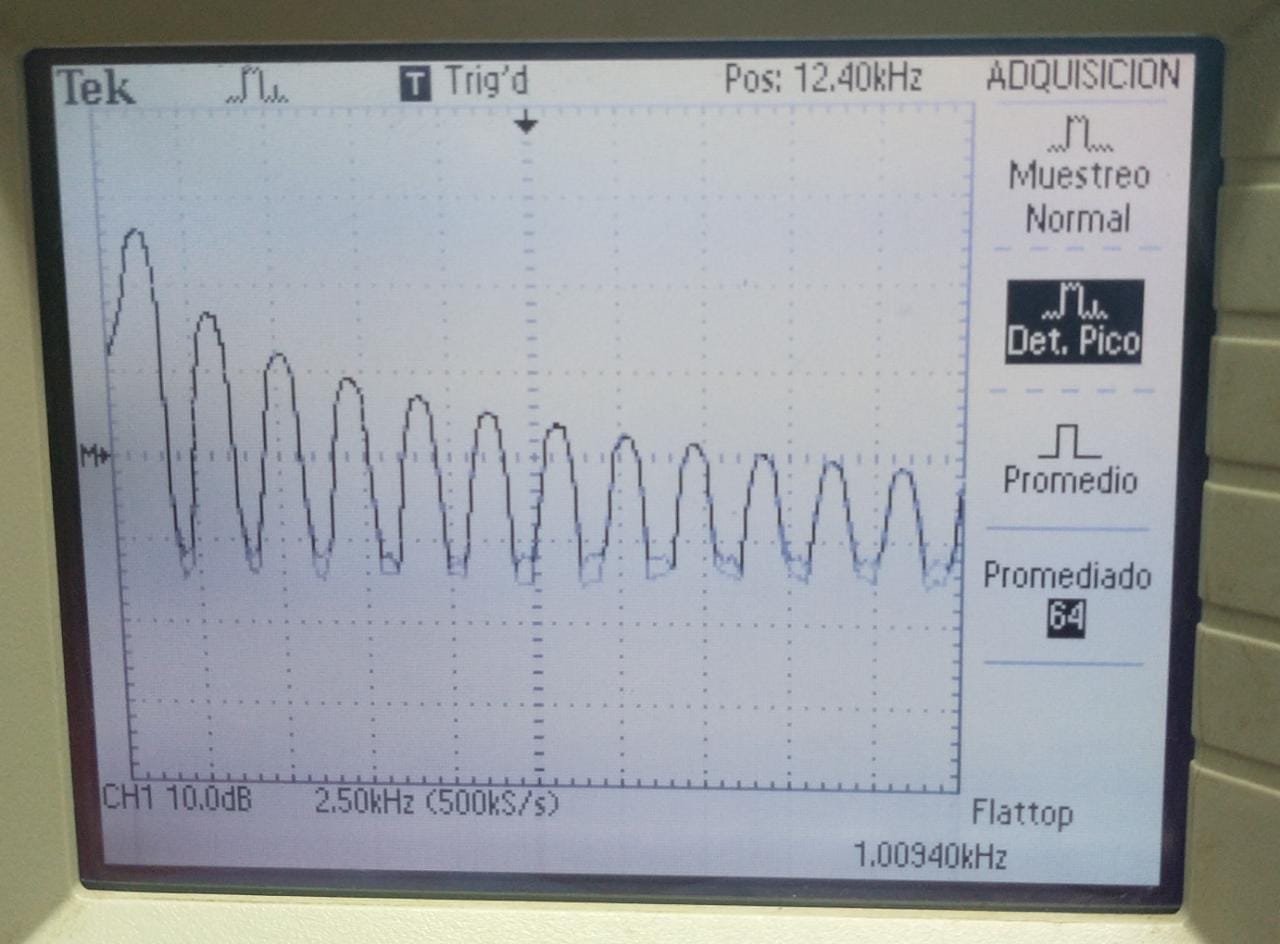 Tek T Trig'd Pos: 12.40kHz ADQUISICION
Muestreo
Normal
Det. Pico
M
Promedio
Promediado
64
CH1 10.0dB 2.50kHz (500kS/s) Flattop
1.00940kHz